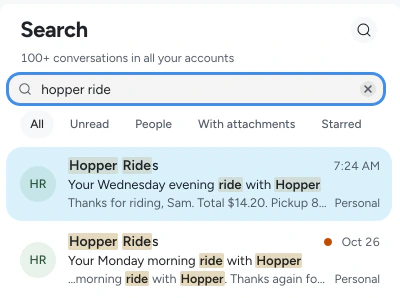 Search
100+ conversations in all your accounts
hopper ride
All Unread People With attachments Starred
Hopper Rides 7:24 AM
HR
Your Wednesday evening ride with Hopper
Thanks for riding, Sam. Total $14.20. Pickup 8... Personal
Hopper Rides Oct 26
HR
Your Monday morning ride with Hopper
...morning ride with Hopper. Thanks again fo... Personal